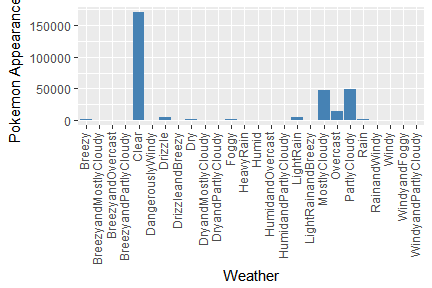 Pokemon Appearance
150000
100000
50000
0
Breezy
BreezyandMostlyCloudy
BreezyandOvercast
BreezyandPartlyCloudy
Clear
DangerouslyWindy
Drizzle
DrizzleandBreezy
Dry
DryandMostlyCloudy
DryandPartlyCloudy
Foggy
HeavyRain
Humid
HumidandOvercast
HumidandPartlyCloudy
LightRain
LightRainandBreezy
MostlyCloudy
Overcast
PartlyCloudy
Rain
RainandWindy
Windy
WindyandFoggy
WindyandPartlyCloudy
Weather